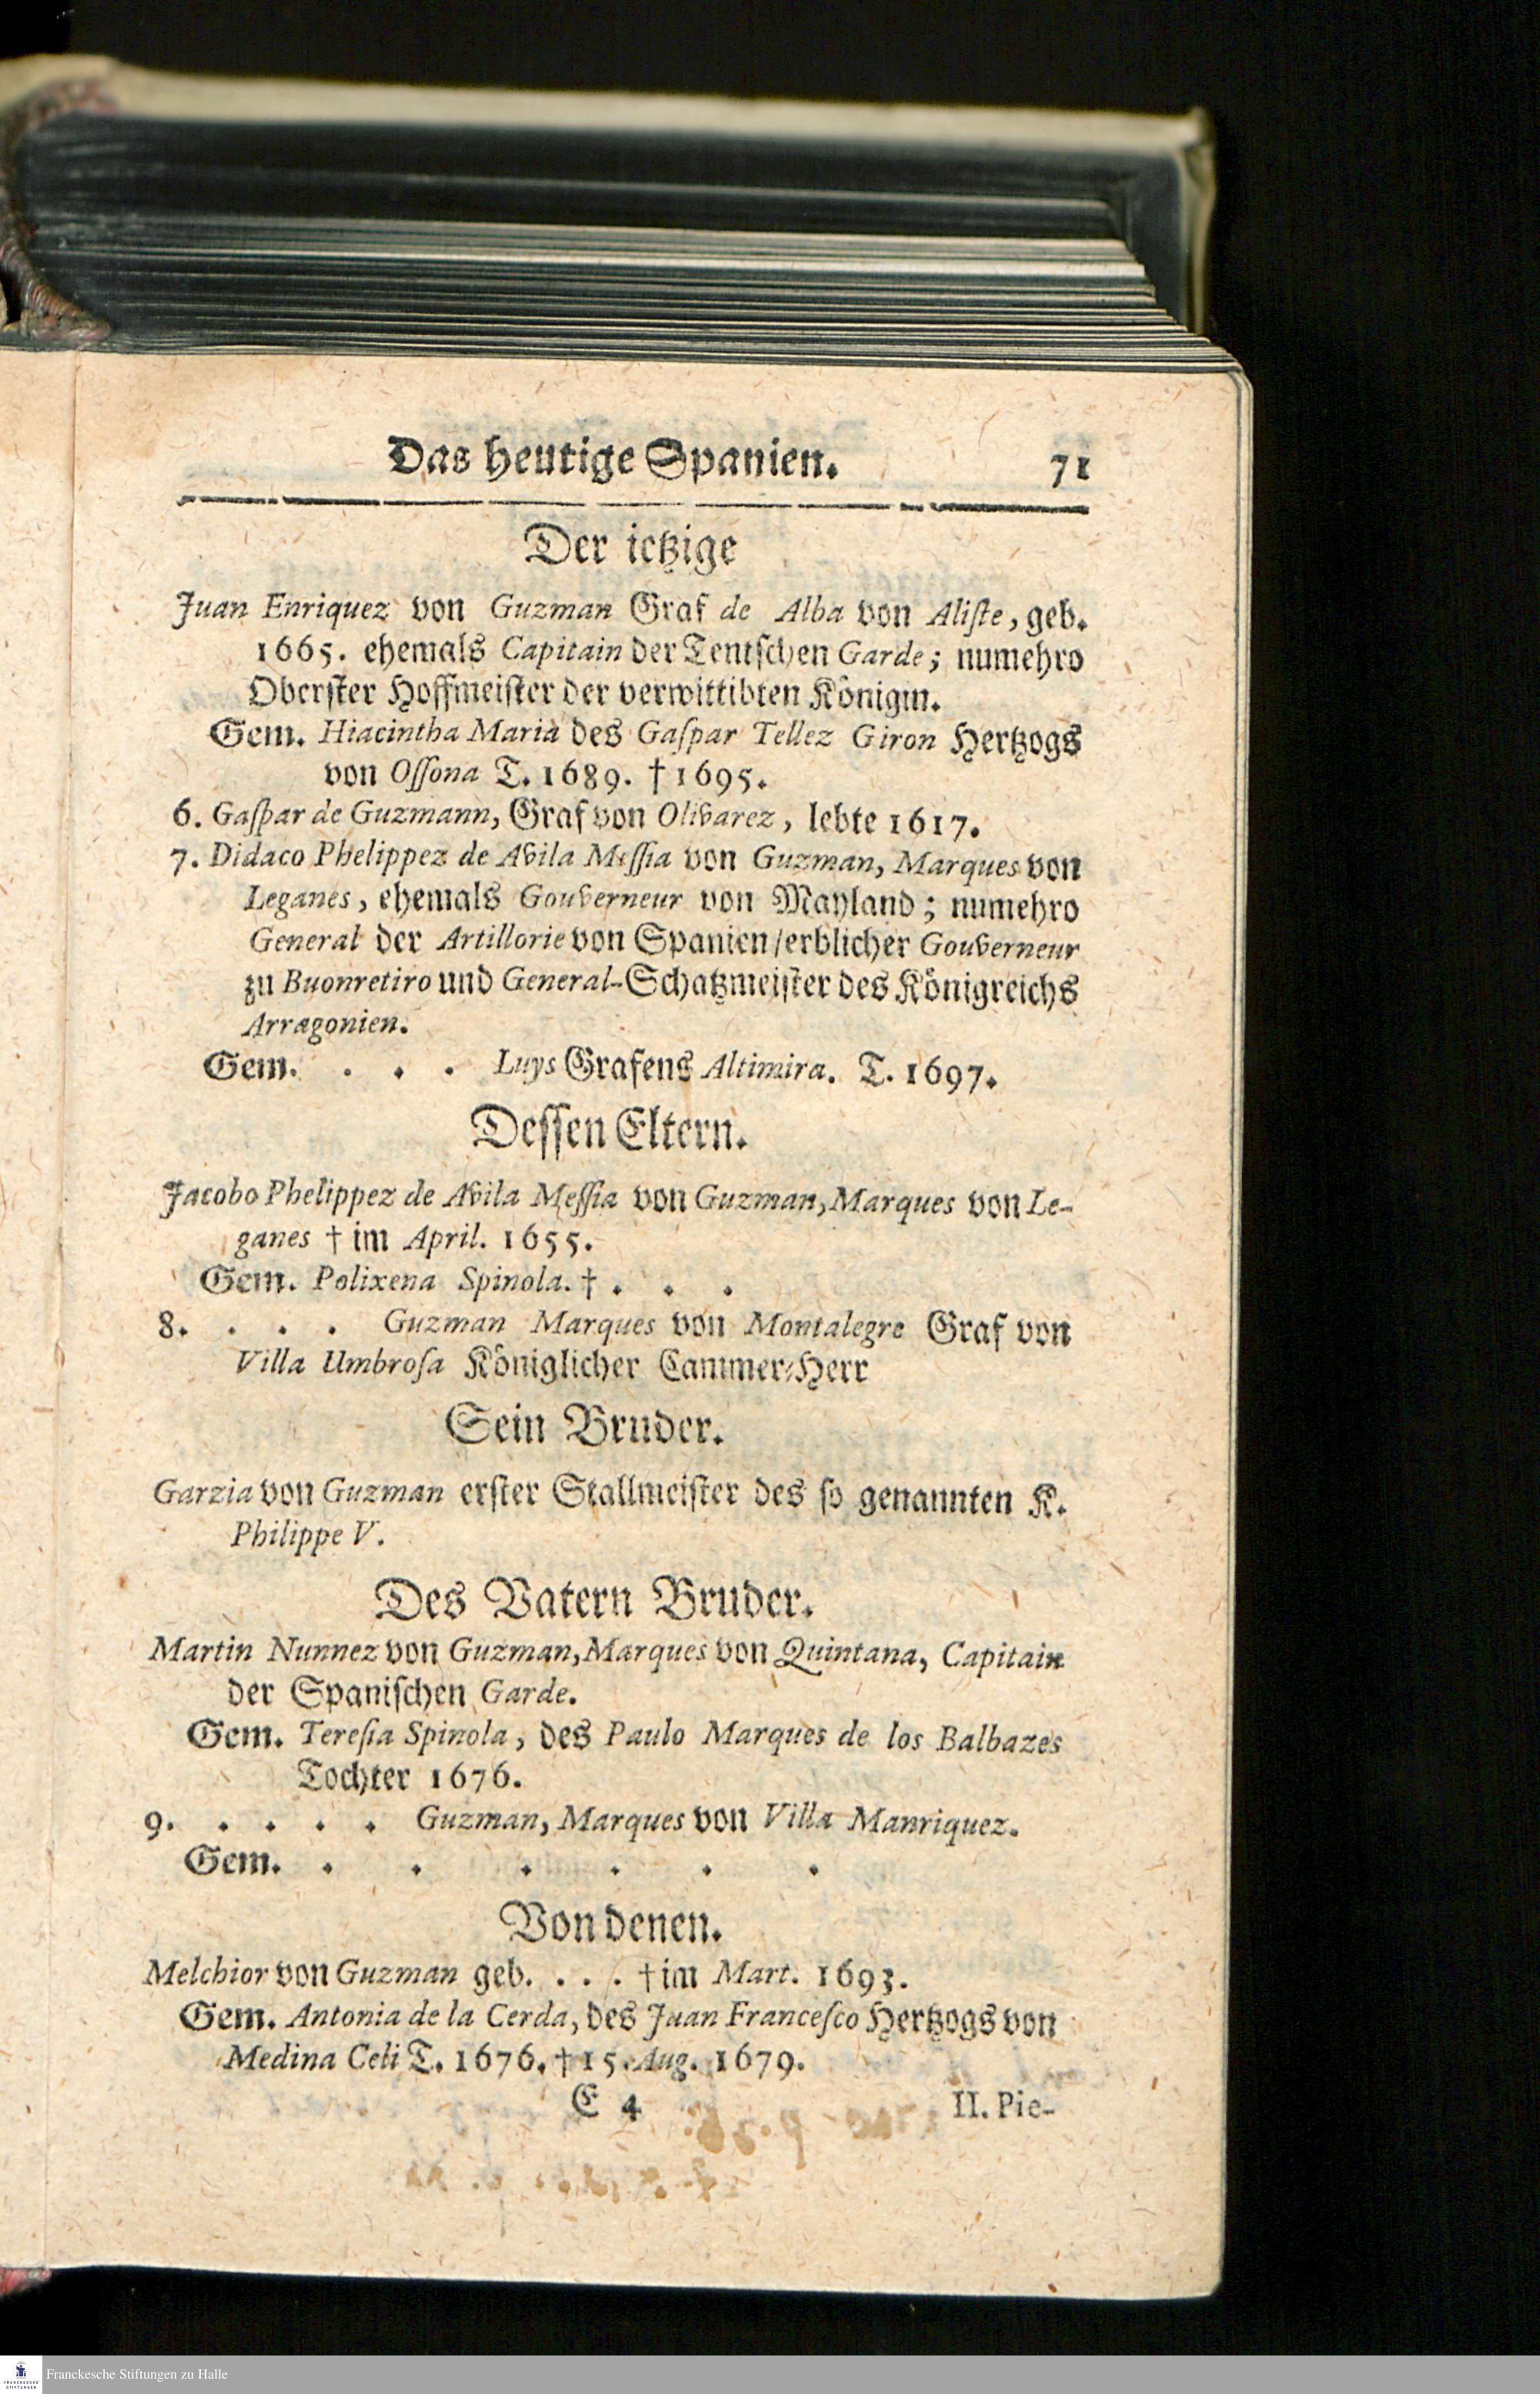 Das heutige Spanien. 71
Der ietzige
Juan Enriquez von Guzman Graf de Alba von Aliſte, geb.
1665. ehemals Capitain der Teutſchen Garde; numehro
Oberſter Hoffmeiſter der verwittibten Königin.
Gem. Hiacintha Maria des Gaſpar Tellez Giron Hertzogs
von Oſſona T. 1689. † 1695.
6. Gaſpar de Guzmann, Graf von Olivarez, lebte 1617.
7. Didaco Phelippez de Avila Meſſia von Guzman, Marques von
Leganes, ehemals Gouverneur von Mayland; numehro
General der Artillorie von Spanien/ erblicher Gouverneur
zu Buonretiro und General-Schatzmeiſter des Königreichs
Arragonien.
Gem. . . . Luys Grafens Altimira. T. 1697.
Deſſen Eltern.
Jacobo Phelippez de Avila Meſſia von Guzman, Marques von Le-
ganes † im April. 1655.
Gem. Polixena Spinola. † . . .
8. . . . Guzman Marques von Montalegre Graf von
Villa Umbroſa Königlicher Cammer-Herr
Sein Bruder.
Garzia von Guzman erſter Stallmeiſter des ſo genannten K.
Philippe V.
Des Vatern Bruder.
Martin Nunnez von Guzman, Marques von Quintana, Capitain
der Spaniſchen Garde.
Gem. Tereſia Spinola, des Paulo Marques de los Balbazes
Tochter 1676.
9. . . . . Guzman, Marques von Villa Manriquez.
Gem. . . . . . .
Von denen.
Melchior von Guzman geb. . . . † im Mart. 1693.
Gem. Antonia de la Cerda, des Juan Franceſco Hertzogs von
Medina Celi T. 1676. † 15. Aug. 1679.
E 4 II. Pie-
Franckesche Stiftungen zu Halle